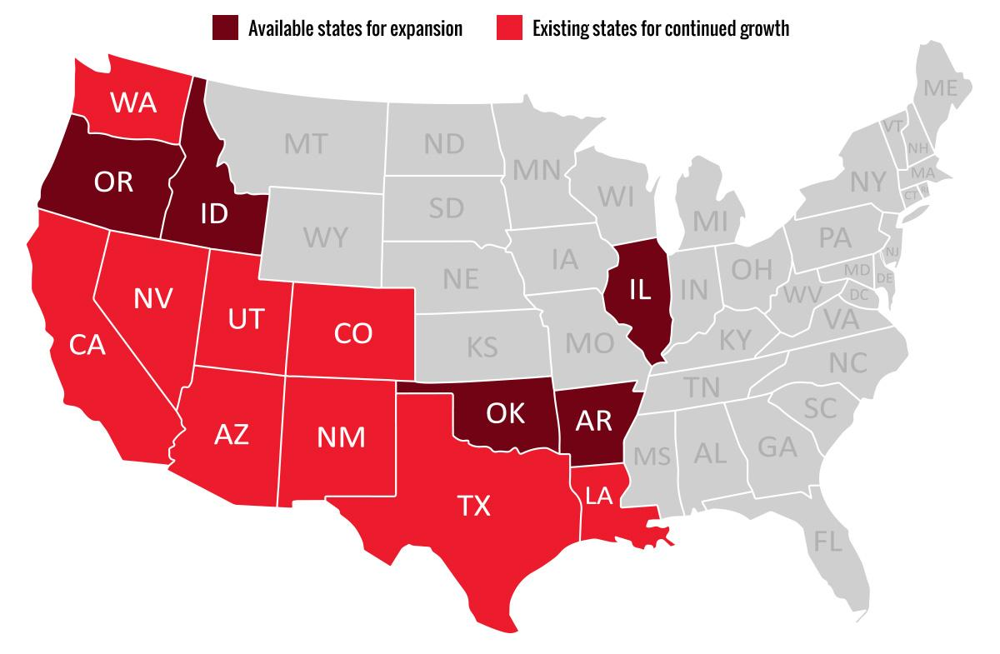 Available states for expansion
Existing states for continued growth
WA
OR
ID
MT
ND
MN
WI
MI
NY
VT
NH
ME
MA
CT
RI
WY
SD
IA
NE
IL
IN
OH
PA
NJ
MD
DE
DC
WV
VA
CA
NV
UT
CO
KS
MO
KY
TN
NC
SC
AZ
NM
OK
AR
TX
LA
MS
AL
GA
FL